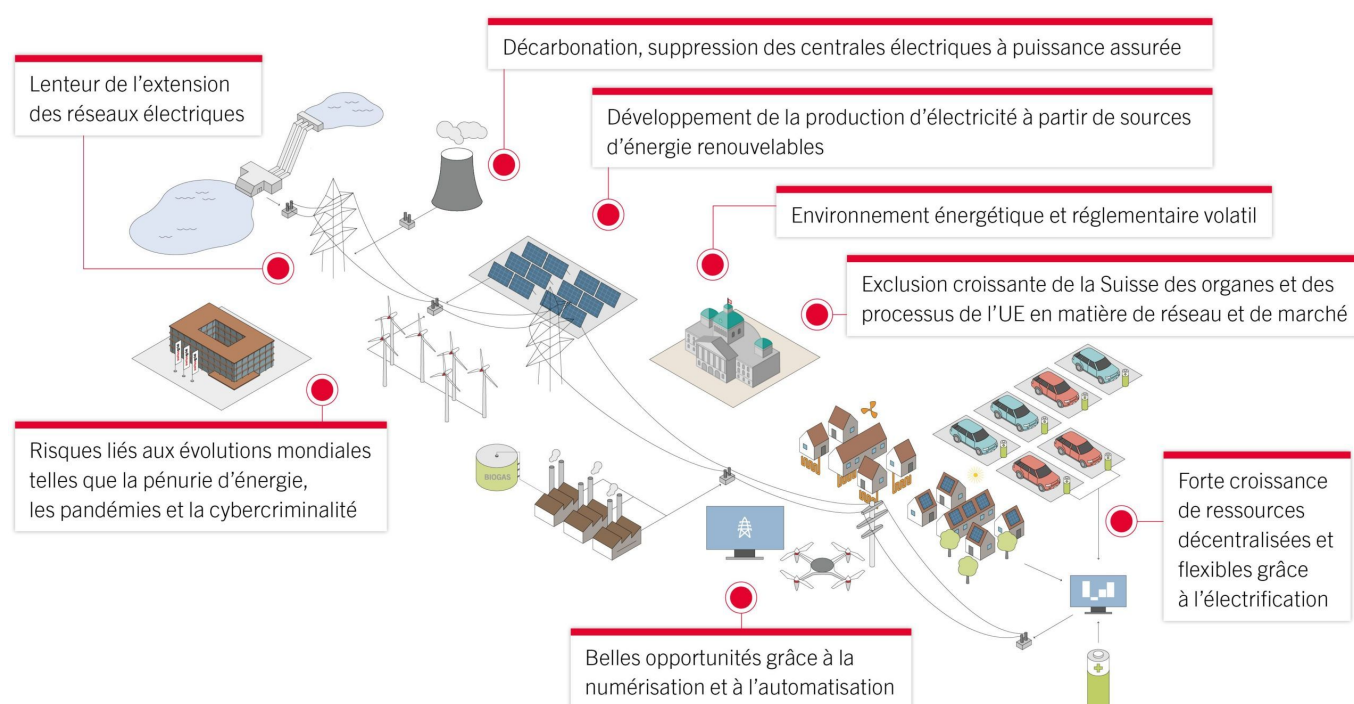 Décarbonation, suppression des centrales électriques à puissance assurée
Lenteur de l’extension
des réseaux électriques
Développement de la production d’électricité à partir de sources
d’énergie renouvelables
Environnement énergétique et réglementaire volatil
Exclusion croissante de la Suisse des organes et des
processus de l’UE en matière de réseau et de marché
Risques liés aux évolutions mondiales
telles que la pénurie d’énergie,
les pandémies et la cybercriminalité
BIOGAS
Forte croissance
de ressources
décentralisées et
flexibles grâce
à l’électrification
Belles opportunités grâce à la
numérisation et à l’automatisation